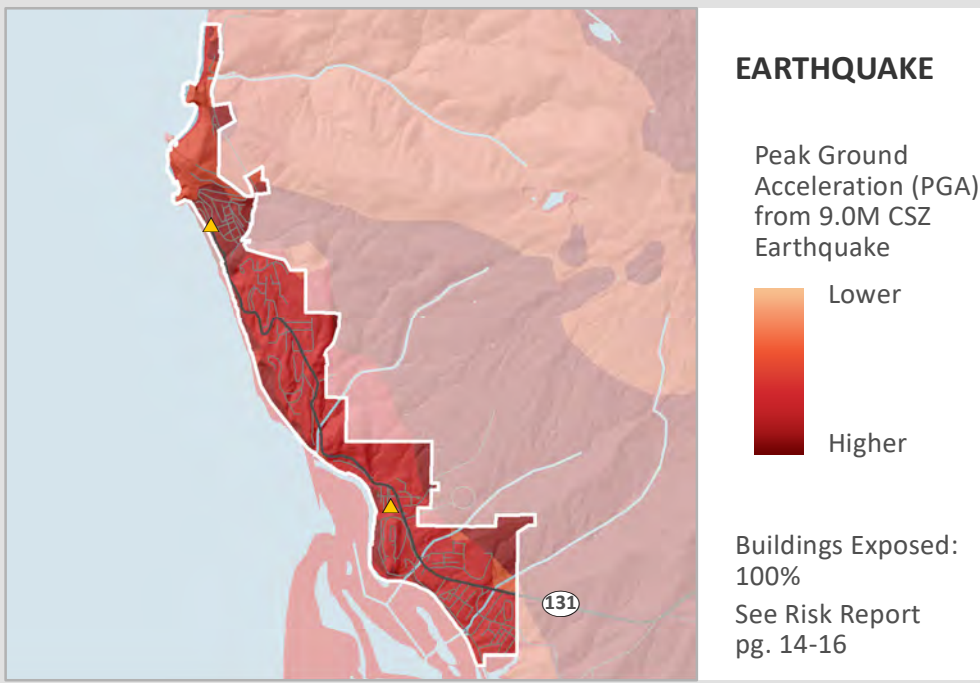 EARTHQUAKE
Peak Ground
Acceleration (PGA)
from 9.0M CSZ
Earthquake
Lower
Higher
Buildings Exposed:
100%
See Risk Report
pg. 14-16
131